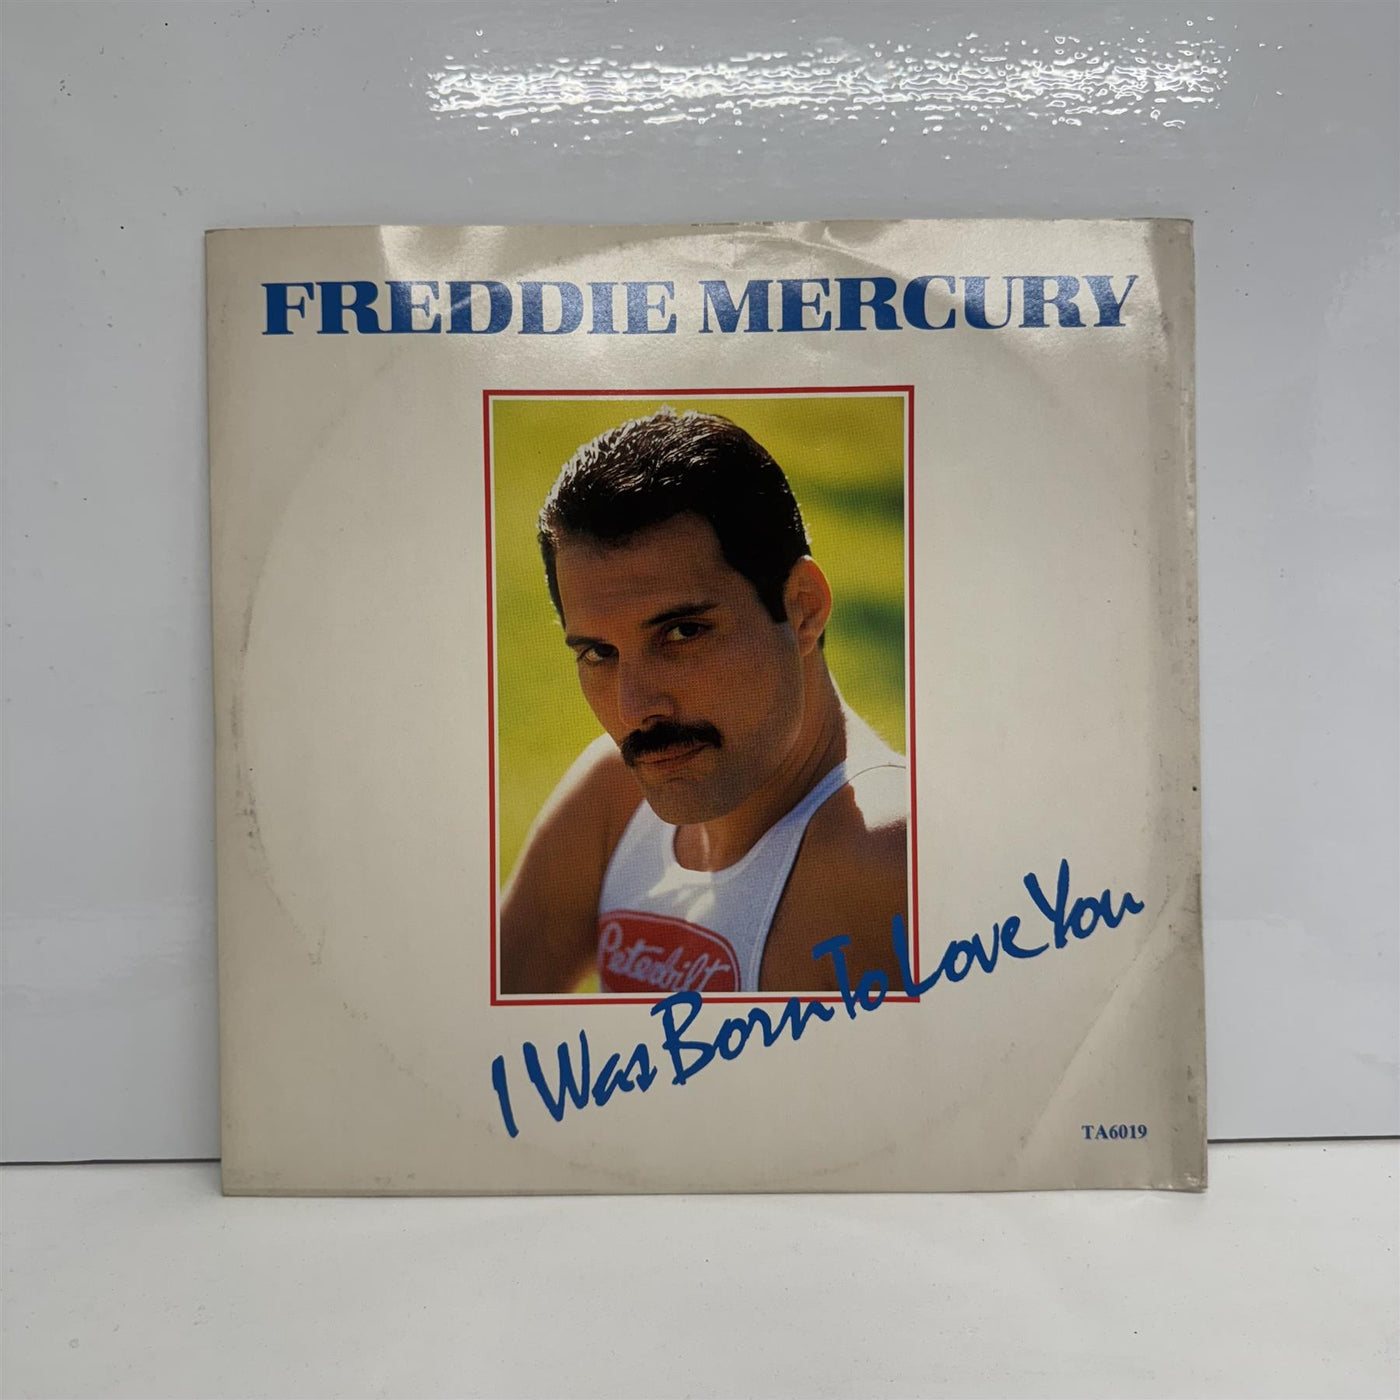 FREDDIE MERCURY
Peterbilt
I Was Born To Love You
TA6019